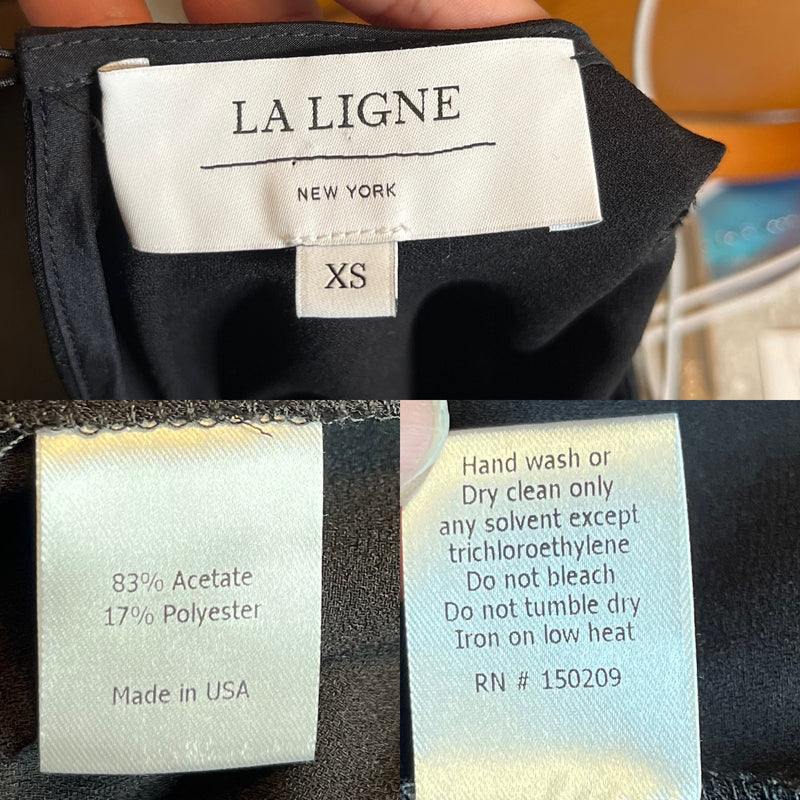 LA LIGNE
NEW YORK
XS
83% Acetate
17% Polyester
Made in USA
Hand wash or
Dry clean only
any solvent except
trichloroethylene
Do not bleach
Do not tumble dry
Iron on low heat
RN # 150209